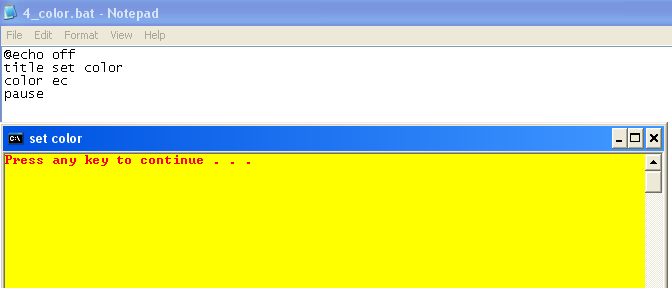 4_color.bat - Notepad
File Edit Format View Help
@echo off
title set color
color ec
pause
C:\ set color
Press any key to continue . . .